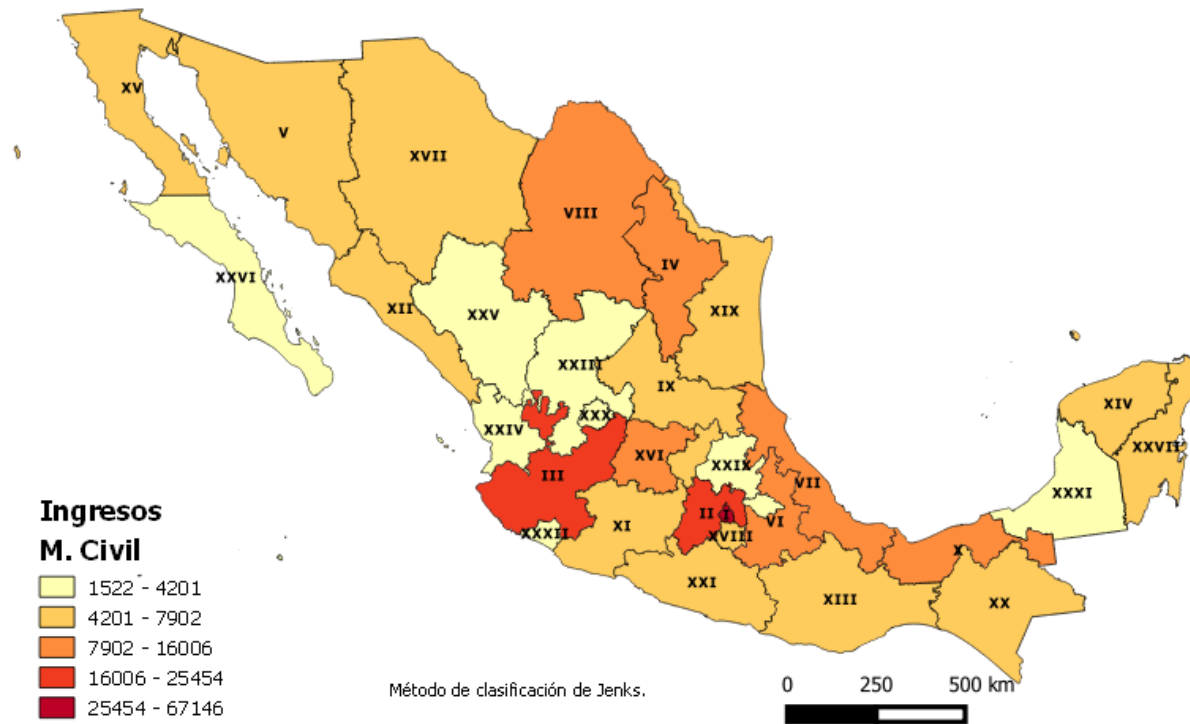 XV
V
XVII
VIII
IV
XXVI
XII
XXV
XIX
XXIII
IX
XXIV
XXX
XIV
XXVII
III
XVI
XXIX
VII
XXXI
II
I
VI
XXXII
XI
XVIII
X
XXI
XIII
XX
Ingresos
M. Civil
1522 - 4201
4201 - 7902
7902 - 16006
16006 - 25454
25454 - 67146
Método de clasificación de Jenks.
0 250 500 km